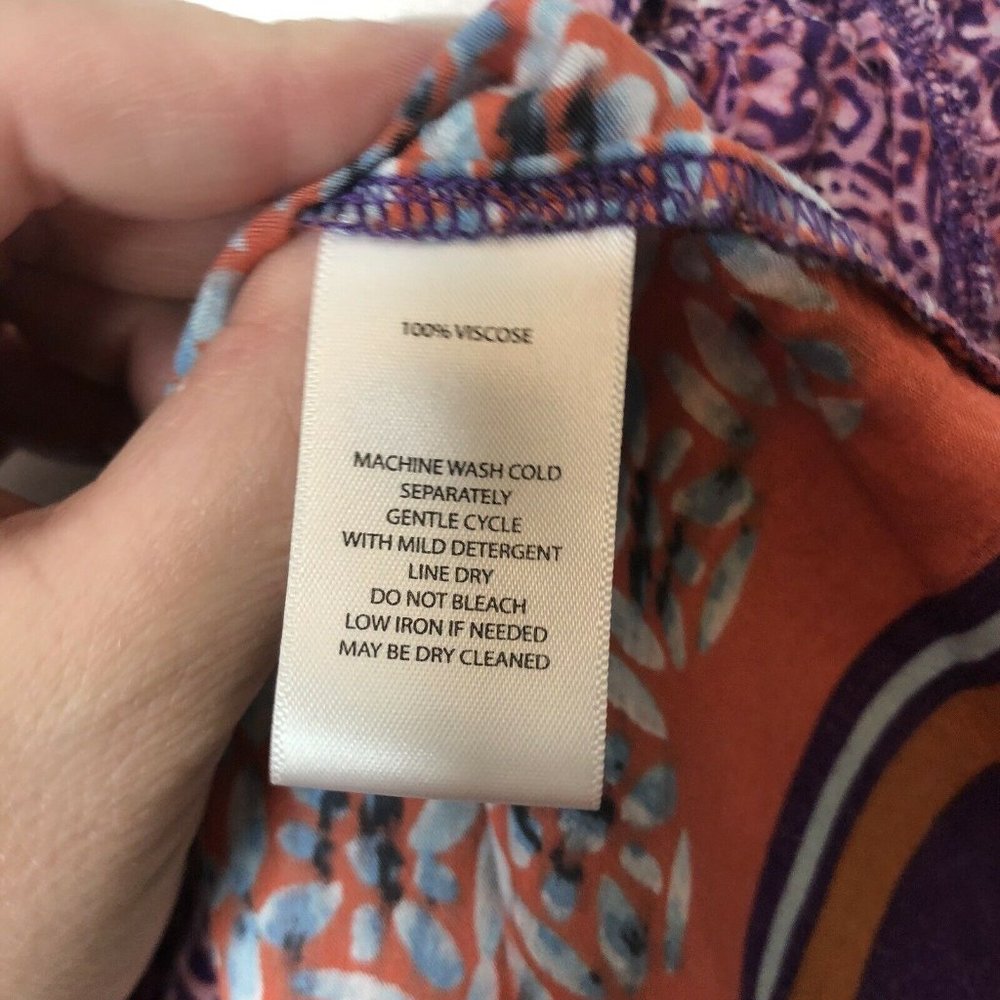 100% VISCOSE
MACHINE WASH COLD
SEPARATELY
GENTLE CYCLE
WITH MILD DETERGENT
LINE DRY
DO NOT BLEACH
LOW IRON IF NEEDED
MAY BE DRY CLEANED